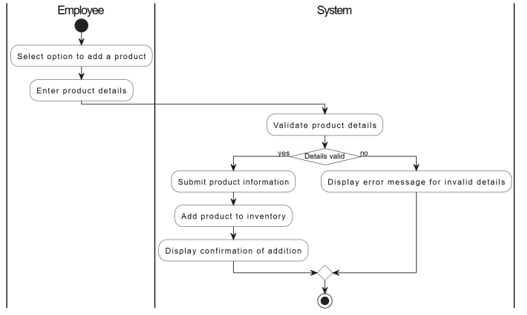 Employee
System
Select option to add a product
Enter product details
Validate product details
yes
Details valid
no
Submit product information
Display error message for invalid details
Add product to inventory
Display confirmation of addition